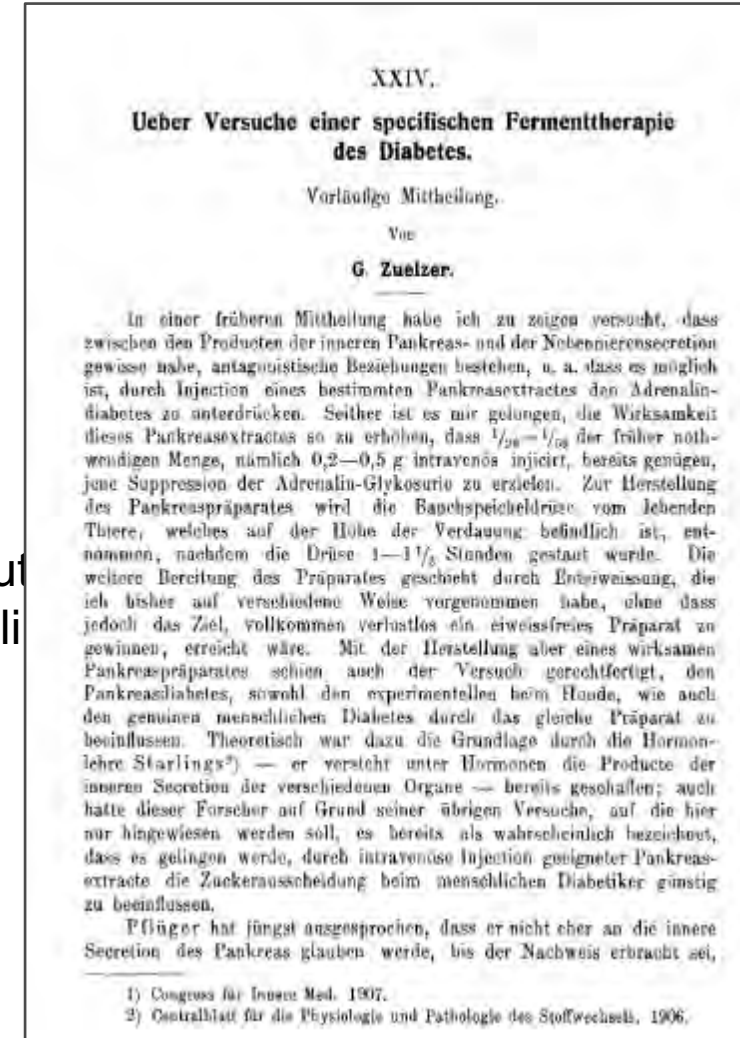 XXIV.
Ueber Versuche einer specifischen Fermenttherapie
des Diabetes.
Vorläufige Mittheilung.
Von
G. Zuelzer.
In einer früheren Mittheilung habe ich zu zeigen versucht, dass
zwischen den Producten der inneren Pankreas- und der Nebennierensecretion
gewisse nahe, antagonistische Beziehungen bestehen, u. a. dass es möglich
ist, durch Injection eines bestimmten Pankreasextractes den Adrenalin-
diabetes zu unterdrücken. Seither ist es mir gelungen, die Wirksamkeit
dieses Pankreasextractes so zu erhöhen, dass der früher noth-
wendigen Menge, nämlich 0,2—0,5 g intravenös injicirt, bereits genügen,
jene Suppression der Adrenalin-Glykosurie zu erzielen. Zur Herstellung
des Pankreaspräparates wird die Bauchspeicheldrüse vom lebenden
Thiere, welches auf der Höhe der Verdauung befindlich ist, ent-
nommen, nachdem die Drüse Stunden gestaut wurde. Die
weitere Bereitung des Präparates geschieht durch Enteiweissung, die
ich bisher auf verschiedene Weise vorgenommen habe, ohne dass
jedoch das Ziel, vollkommen verlustlos ein eiweissfreies Präparat zu
gewinnen, erreicht wäre. Mit der Herstellung aber eines wirksamen
Pankreaspräparates schien auch der Versuch gerechtfertigt, den
Pankreasdiabetes, sowohl den experimentellen beim Hunde, wie auch
den genuinen menschlichen Diabetes durch das gleiche Präparat zu
beeinflussen. Theoretisch war dazu die Grundlage durch die Hormon-
lehre Starlings²) — er versteht unter Hormonen die Producte der
inneren Secretion der verschiedenen Organe — bereits geschaffen; auch
hatte dieser Forscher auf Grund seiner übrigen Versuche, auf die hier
nur hingewiesen werden soll, es bereits als wahrscheinlich bezeichnet,
dass es gelingen werde, durch intravenöse Injection geeigneter Pankreas-
extracte die Zuckerausscheidung beim menschlichen Diabetiker günstig
zu beeinflussen.
Pflüger hat jüngst ausgesprochen, dass er nicht eher an die innere
Secretion des Pankreas glauben werde, bis der Nachweis erbracht sei,
1) Congress für Innere Med. 1907.
2) Centralblatt für die Physiologie und Pathologie des Stoffwechsels. 1906.
ut
li